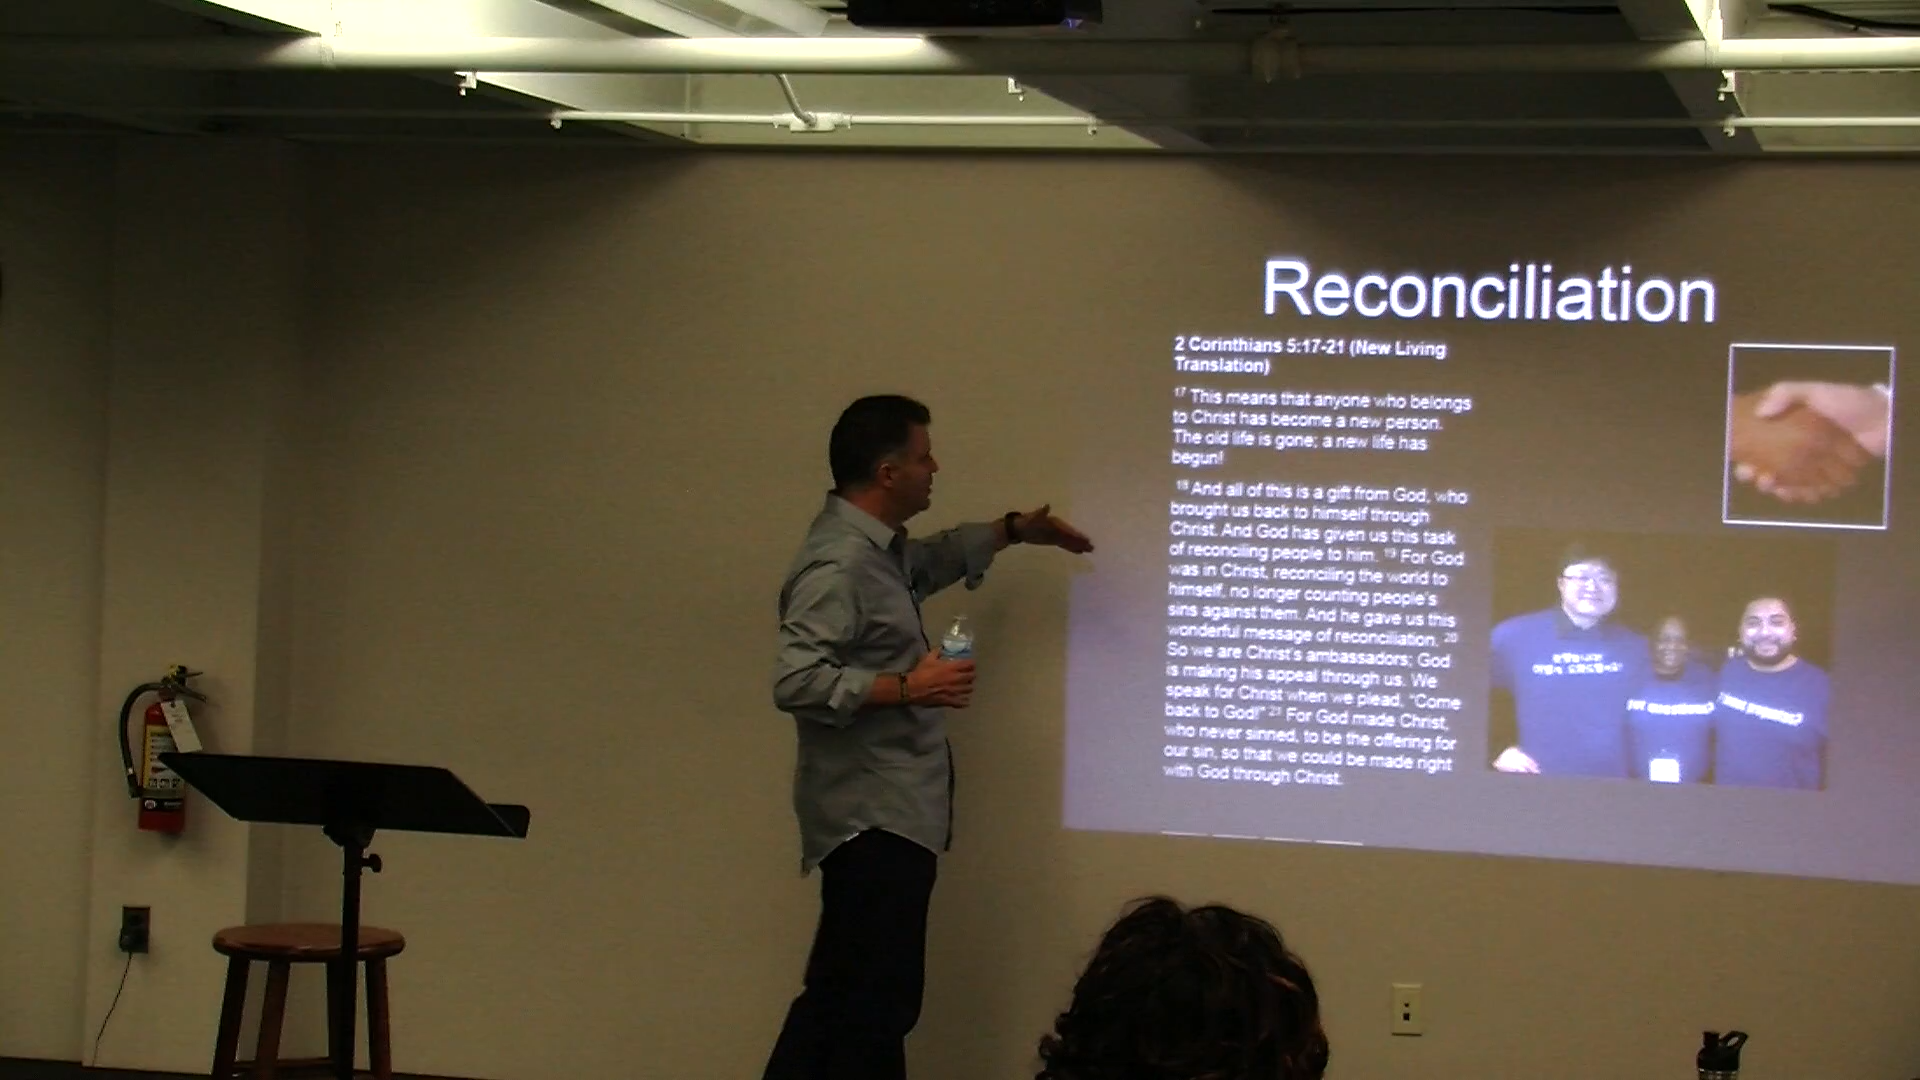 Reconciliation
2 Corinthians 5:17-21 (New Living
Translation)
17 This means that anyone who belongs
to Christ has become a new person.
The old life is gone; a new life has
begun!
18 And all of this is a gift from God, who
brought us back to himself through
Christ. And God has given us this task
of reconciling people to him. 19 For God
was in Christ, reconciling the world to
himself, no longer counting people's
sins against them. And he gave us this
wonderful message of reconciliation. 20
So we are Christ's ambassadors; God
is making his appeal through us. We
speak for Christ when we plead, "Come
back to God!" 21 For God made Christ,
who never sinned, to be the offering for
our sin, so that we could be made right
with God through Christ.